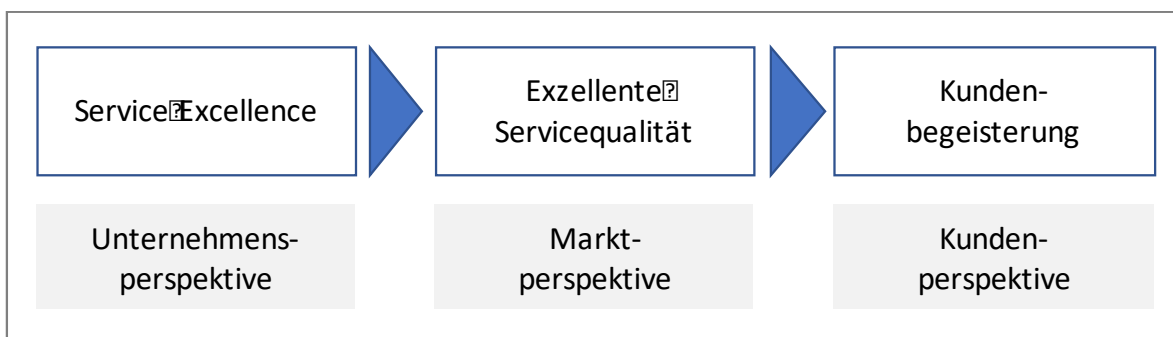 Service Excellence
Exzellente
Servicequalität
Kunden-
begeisterung
Unternehmens-
perspektive
Markt-
perspektive
Kunden-
perspektive